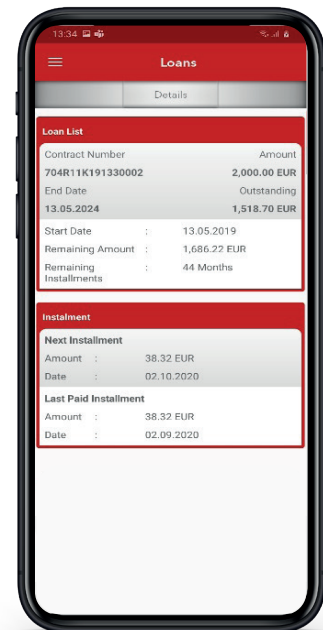 13:34
Loans
Details
Loan List
Contract Number Amount
704R11K191330002 2,000.00 EUR
End Date Outstanding
13.05.2024 1,518.70 EUR
Start Date : 13.05.2019
Remaining Amount : 1,686.22 EUR
Remaining : 44 Months
Installments
Instalment
Next Installment
Amount : 38.32 EUR
Date : 02.10.2020
Last Paid Installment
Amount : 38.32 EUR
Date : 02.09.2020